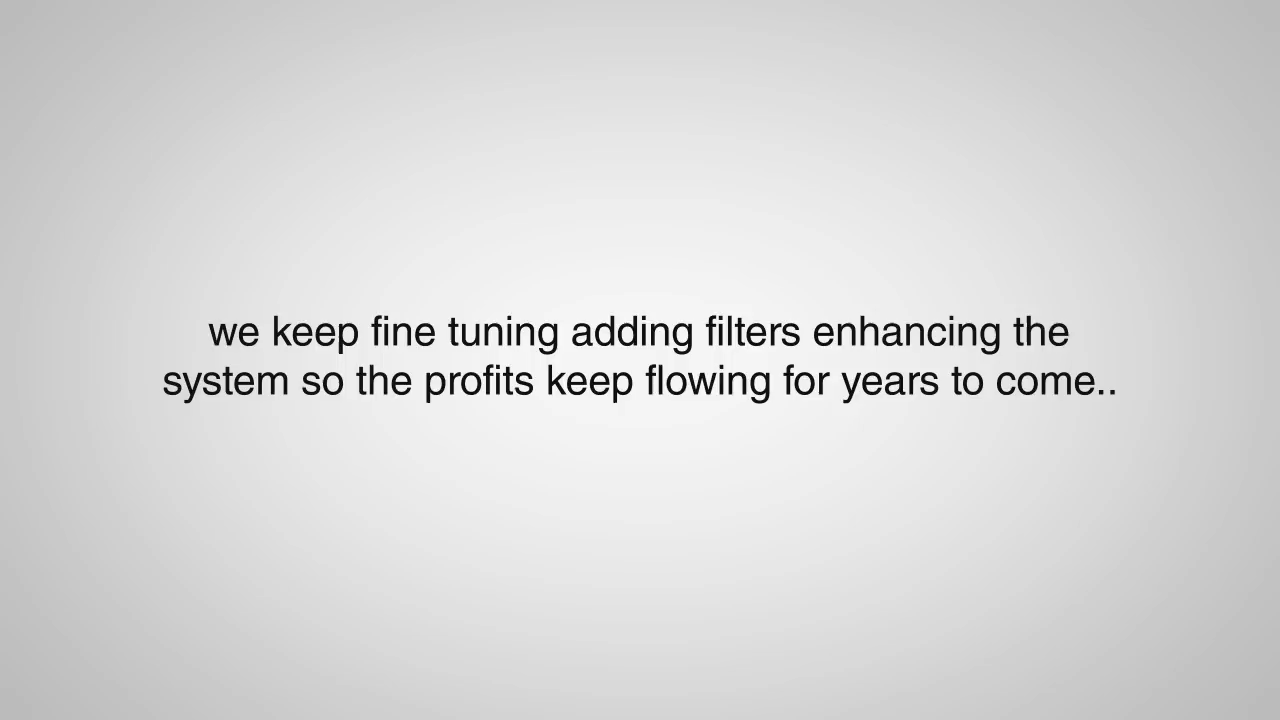 we keep fine tuning adding filters enhancing the
system so the profits keep flowing for years to come..